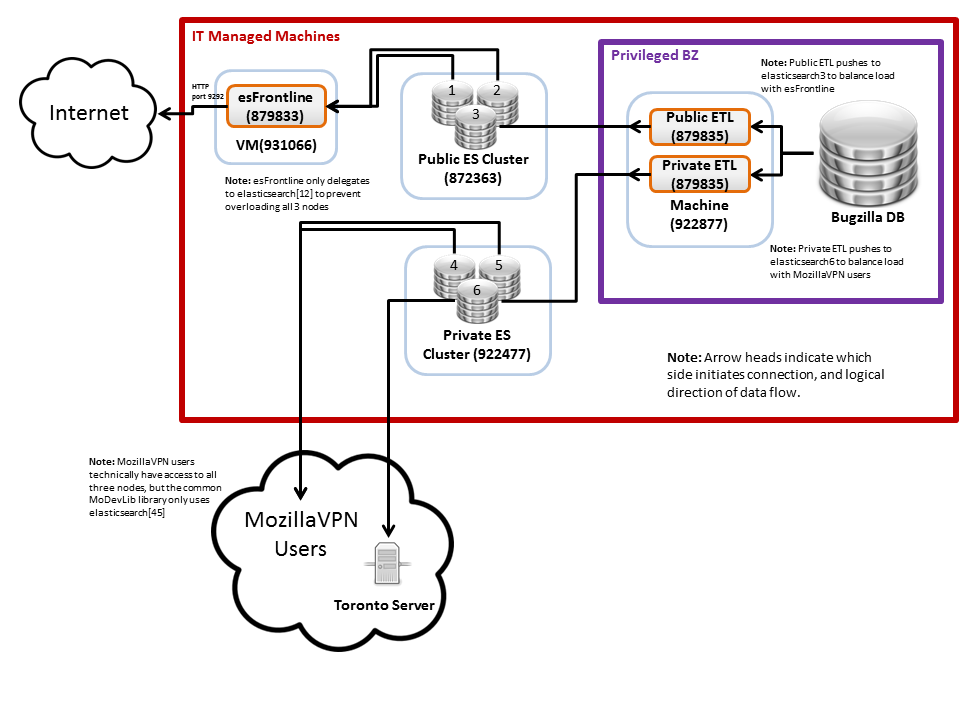 IT Managed Machines
Privileged BZ
Note: Public ETL pushes to
elasticsearch3 to balance load
with esFrontline
Internet
HTTP
port 9292
esFrontline
(879833)
VM(931066)
Note: esFrontline only delegates
to elasticsearch[12] to prevent
overloading all 3 nodes
1
2
3
Public ES Cluster
(872363)
Public ETL
(879835)
Private ETL
(879835)
Machine
(922877)
Bugzilla DB
Note: Private ETL pushes to
elasticsearch6 to balance load
with MozillaVPN users
4
5
6
Private ES
Cluster (922477)
Note: Arrow heads indicate which
side initiates connection, and logical
direction of data flow.
Note: MozillaVPN users
technically have access to all
three nodes, but the common
MoDevLib library only uses
elasticsearch[45]
MozillaVPN
Users
Toronto Server